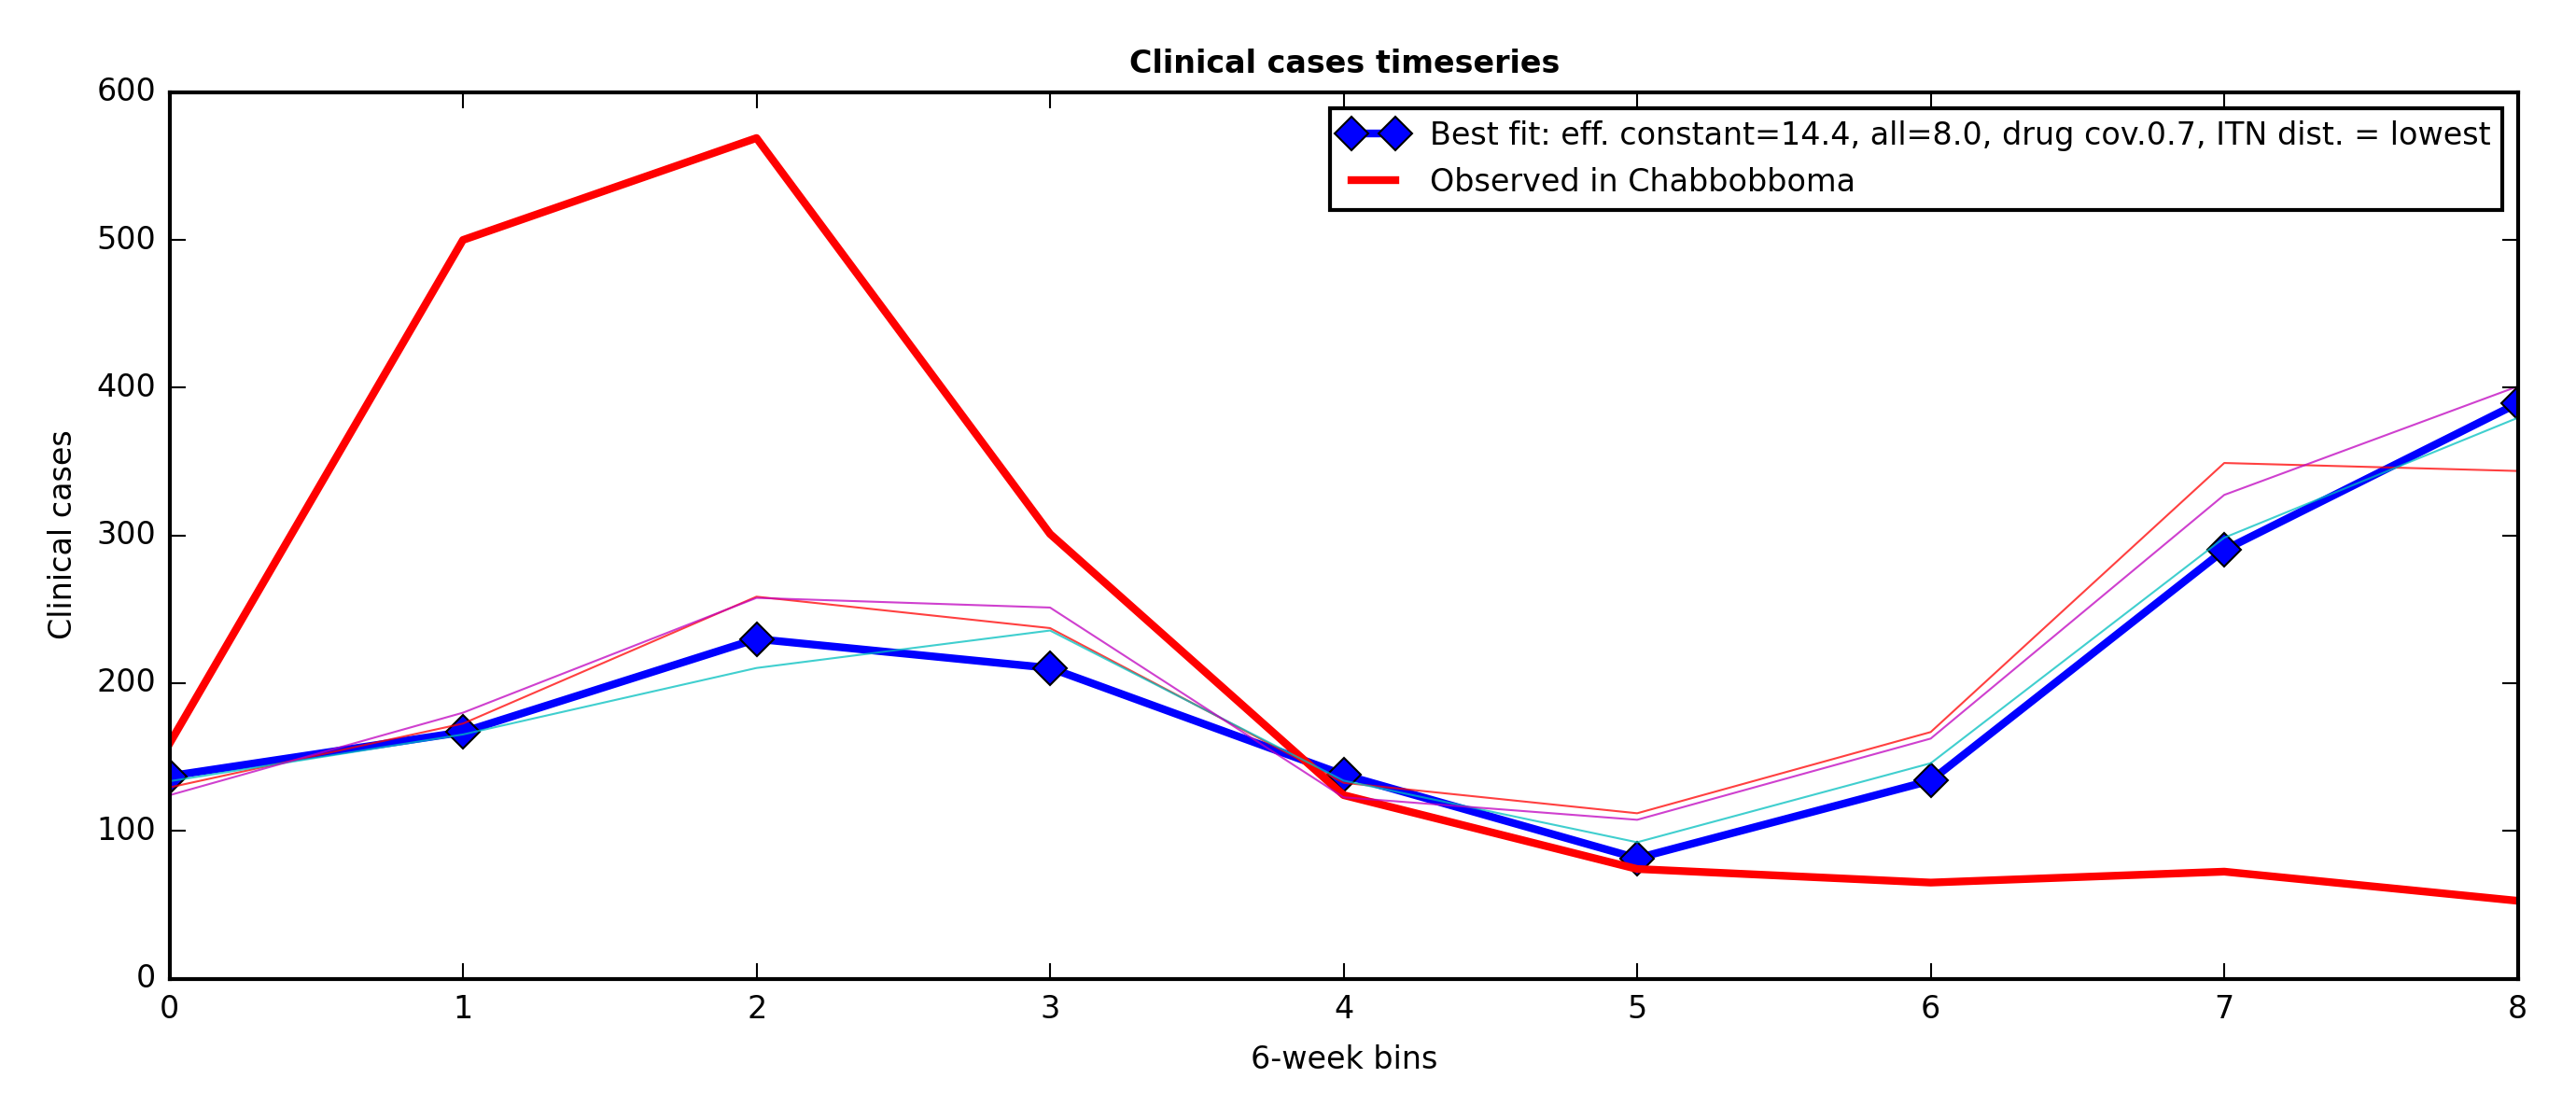 Clinical cases timeseries
600
500
400
300
200
100
0
Clinical cases
Best fit: eff. constant=14.4, all=8.0, drug cov.0.7, ITN dist. = lowest
Observed in Chabbobboma
0 1 2 3 4 5 6 7 8
6-week bins